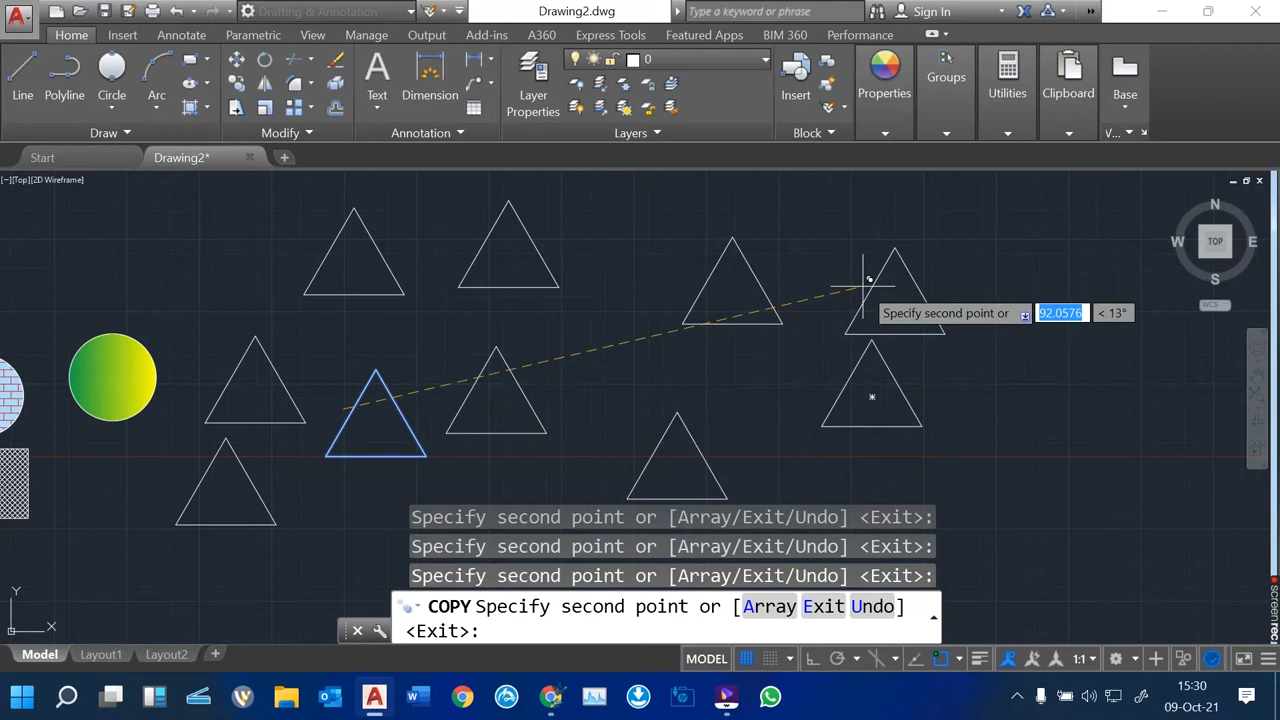 A
Drafting & Annotation
Drawing2.dwg
Type a keyword or phrase
Sign In
Home Insert Annotate Parametric View Manage Output Add-ins A360 Express Tools Featured Apps BIM 360 Performance
Line Polyline Circle Arc
Text Dimension
Layer Properties
0
Insert
Properties
Groups
Utilities
Clipboard
Base
Draw Modify Annotation Layers Block V...
Start Drawing2*
[−][Top][2D Wireframe]
N
W TOP E
S
WCS
Specify second point or 92.0576 < 13°
Specify second point or [Array/Exit/Undo] <Exit>:
Specify second point or [Array/Exit/Undo] <Exit>:
Specify second point or [Array/Exit/Undo] <Exit>:
COPY Specify second point or [Array Exit Undo]
<Exit>:
Y
X
Model Layout1 Layout2 +
MODEL 1:1
15:30
09-Oct-21